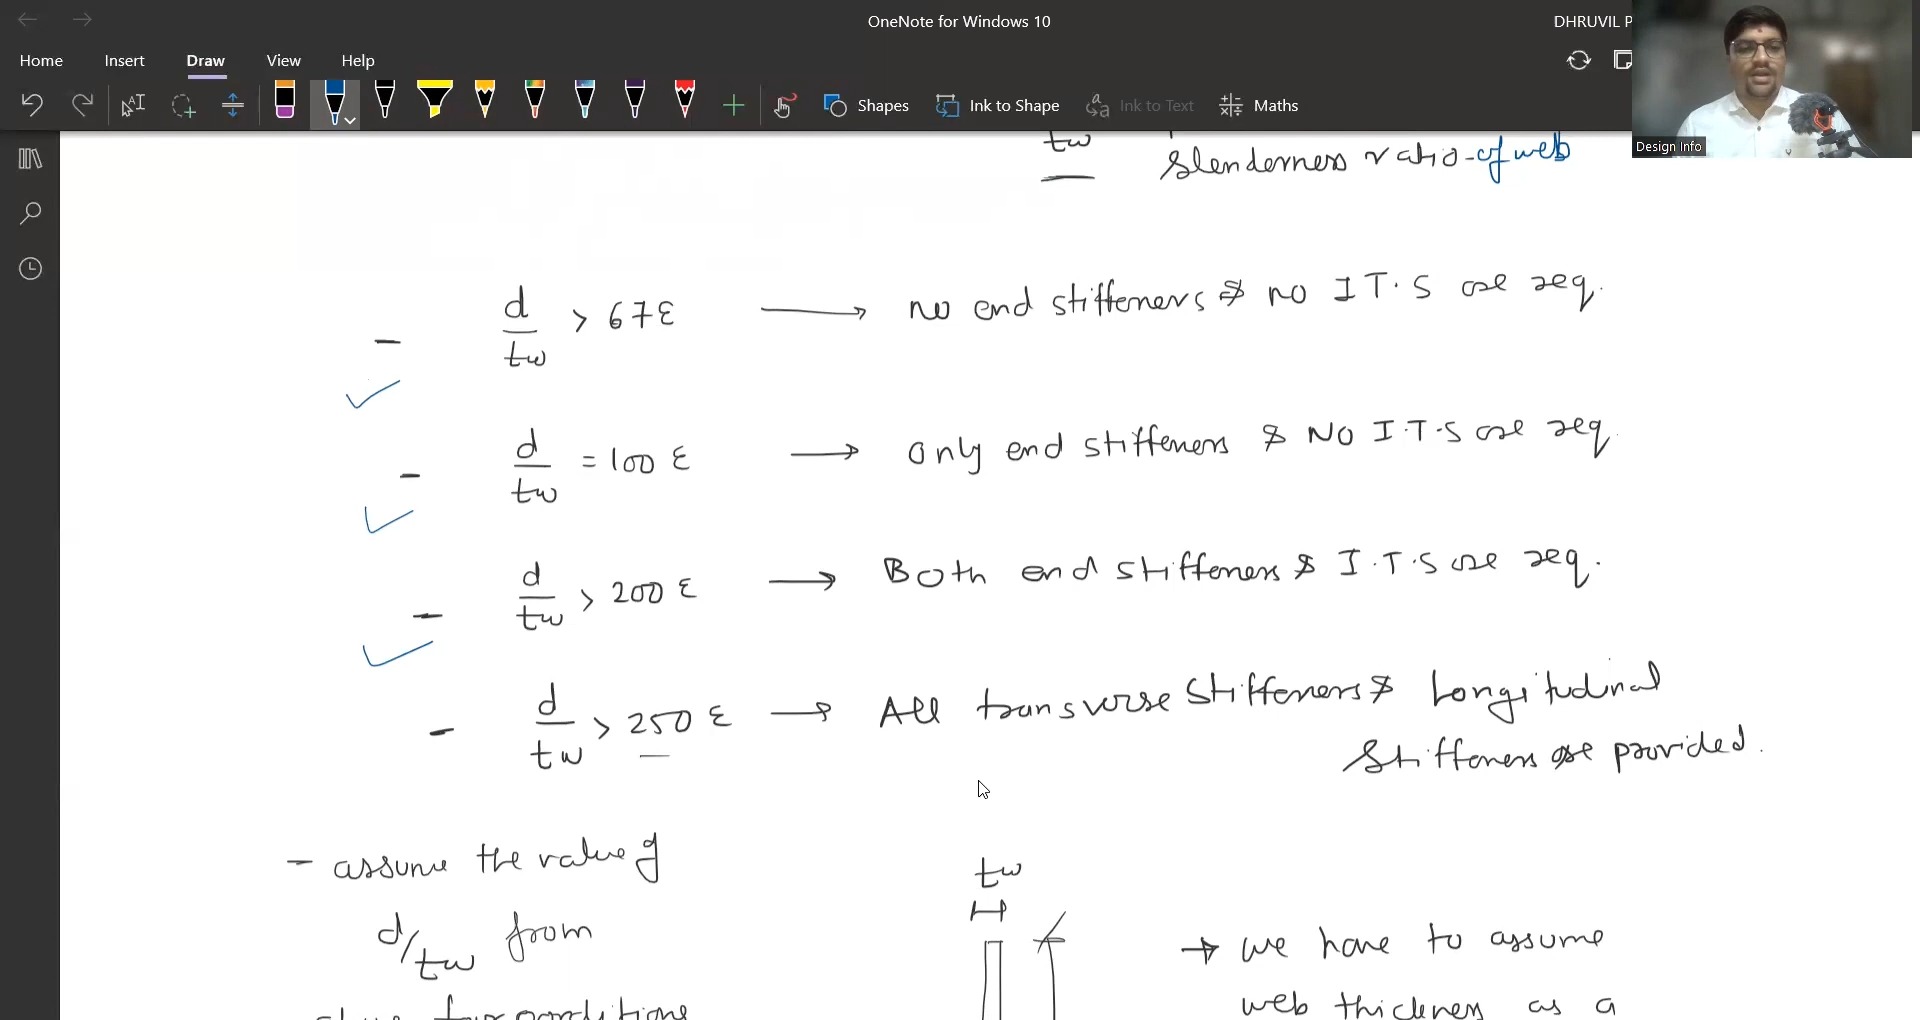 OneNote for Windows 10
DHRUVIL P
Home Insert Draw View Help
Shapes Ink to Shape Ink to Text Maths
Design Info
tw
slenderness ratio of web
d/tw > 67ε → no end stiffeners & no I T.S are req.
d/tw = 100 ε → only end stiffeners & NO I.T.S are req
d/tw > 200 ε → Both end stiffeners & I.T.S are req.
d/tw > 250 ε → All transverse stiffeners & Longitudinal
stiffeners are provided.
- assume the value of
d/tw from
conditions
tw
→ we have to assume
web thickness as a